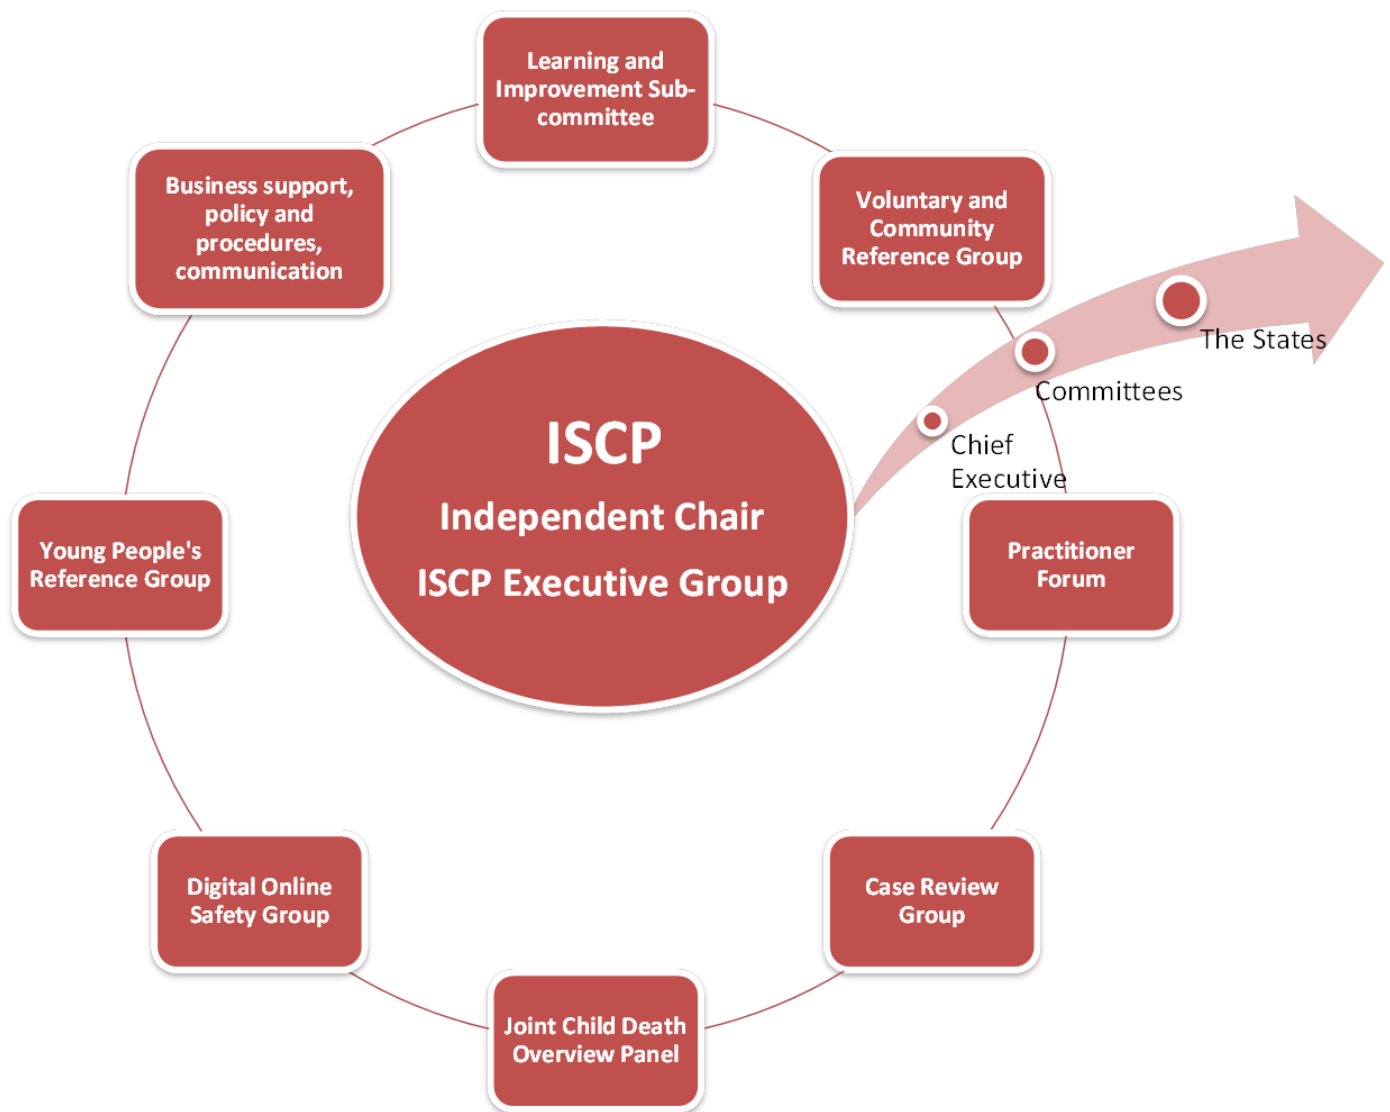 Learning and
Improvement Sub-
committee
Business support,
policy and
procedures,
communication
Voluntary and
Community
Reference Group
The States
Committees
Chief
Executive
ISCP
Independent Chair
ISCP Executive Group
Young People's
Reference Group
Practitioner
Forum
Digital Online
Safety Group
Case Review
Group
Joint Child Death
Overview Panel